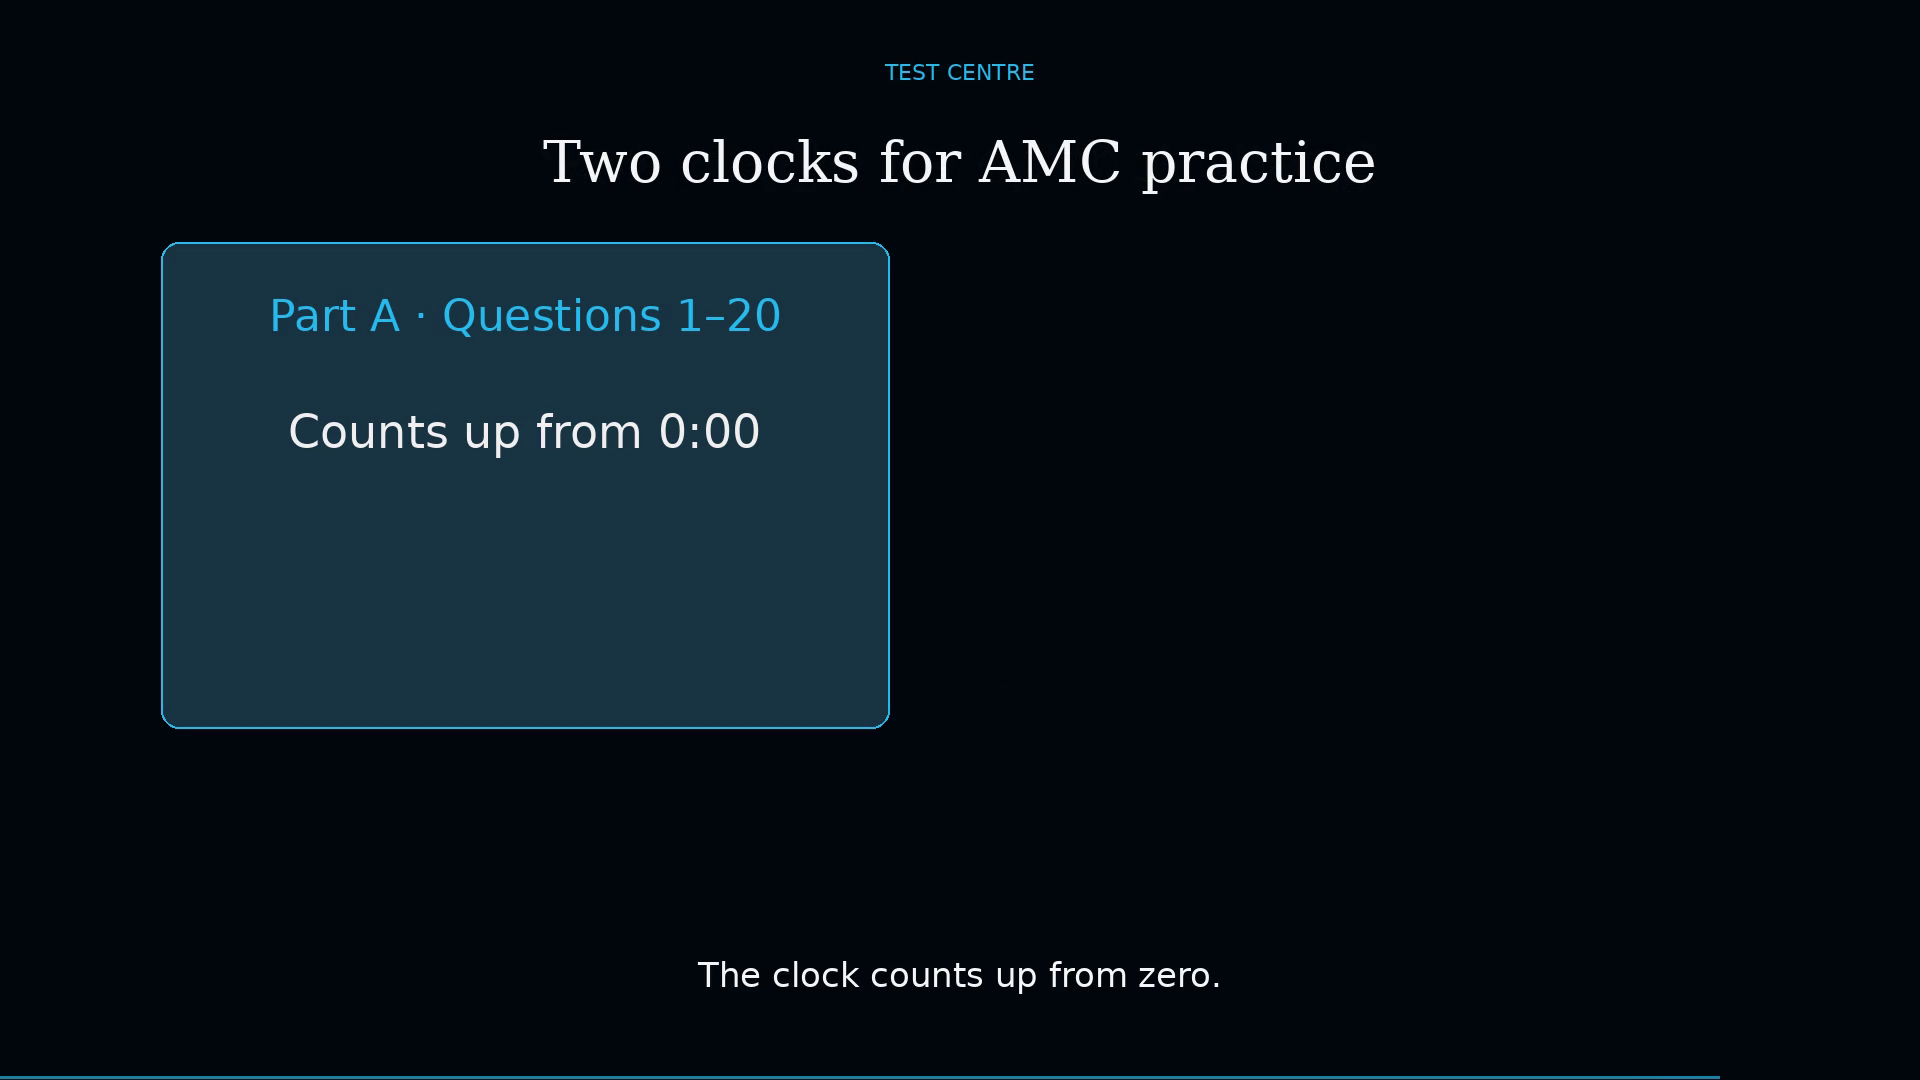 TEST CENTRE
Two clocks for AMC practice
Part A · Questions 1–20
Counts up from 0:00
The clock counts up from zero.